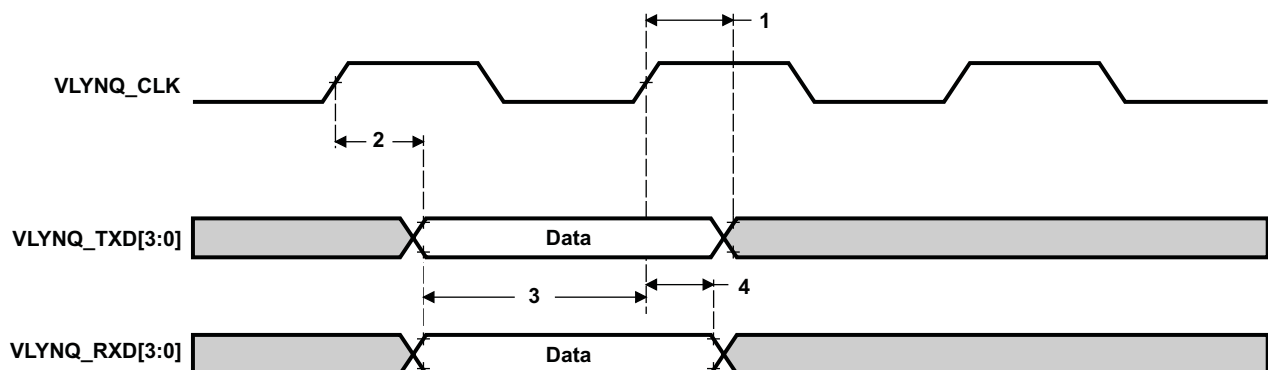 1
VLYNQ_CLK
2
VLYNQ_TXD[3:0]
Data
3
4
VLYNQ_RXD[3:0]
Data